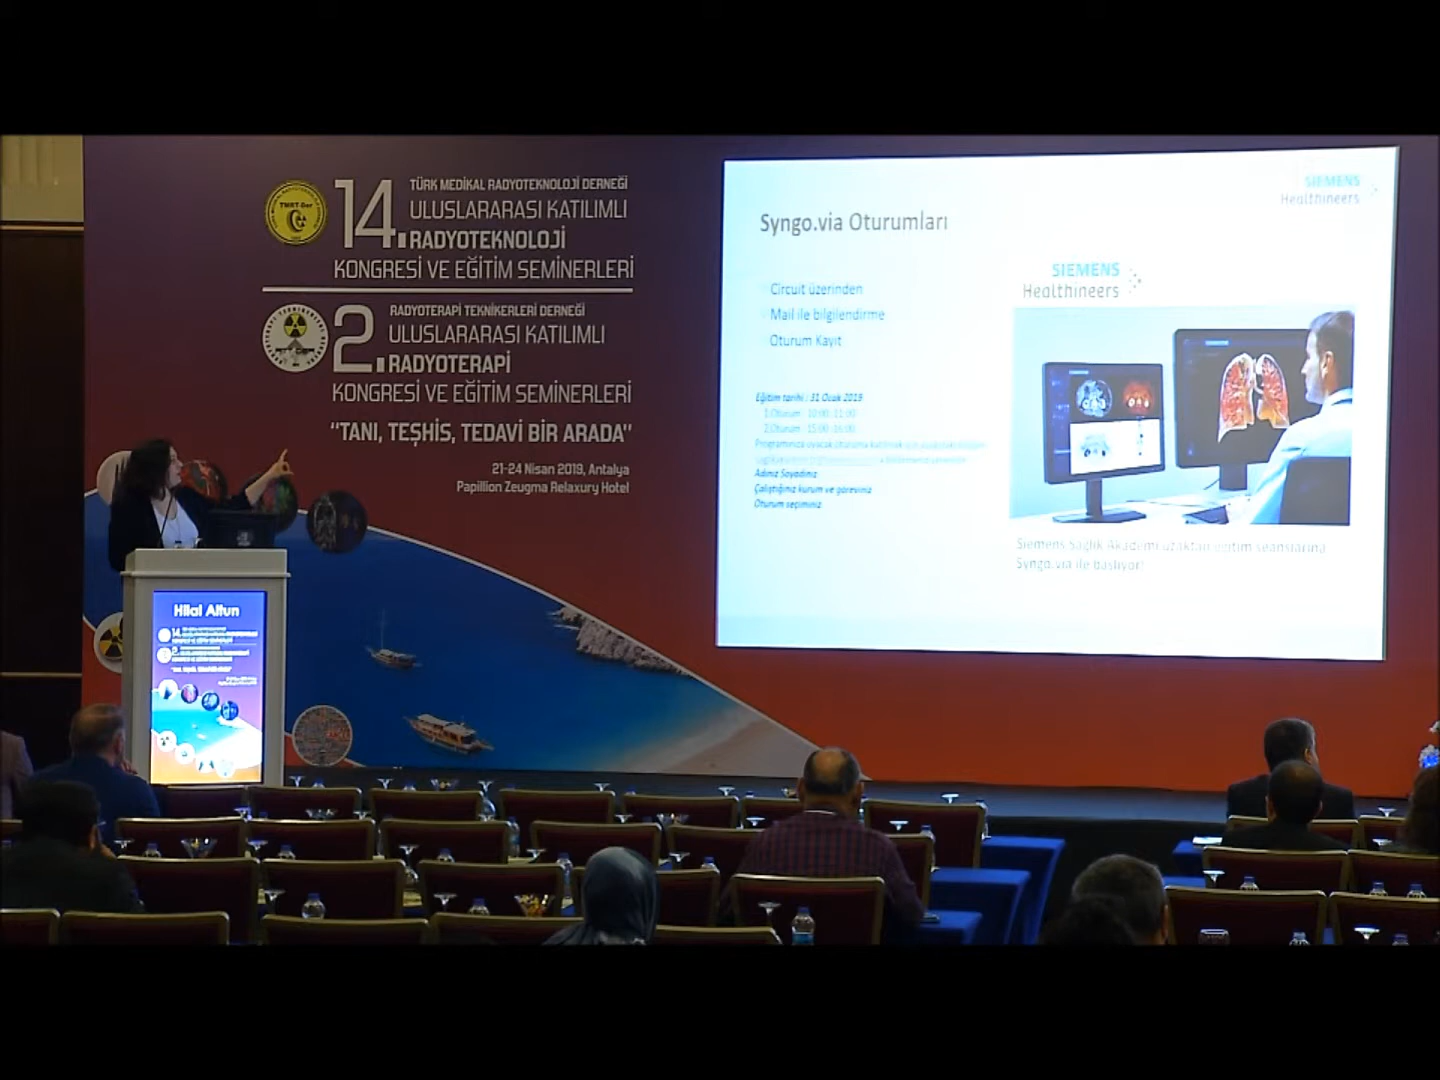 TMRT-Der
14.
TÜRK MEDİKAL RADYOTEKNOLOJİ DERNEĞİ
ULUSLARARASI KATILIMLI
RADYOTEKNOLOJİ
KONGRESİ VE EĞİTİM SEMİNERLERİ
2.
RADYOTERAPİ TEKNİKERLERİ DERNEĞİ
ULUSLARARASI KATILIMLI
RADYOTERAPİ
KONGRESİ VE EĞİTİM SEMİNERLERİ
"TANI, TEŞHİS, TEDAVİ BİR ARADA"
21-24 Nisan 2019, Antalya
Papillion Zeugma Relaxury Hotel
Hilal Altun
14.
2.
SIEMENS
Healthineers
Syngo.via Oturumları
Circuit üzerinden
Mail ile bilgilendirme
Oturum Kayıt
Eğitim tarihi : 31 Ocak 2019
1.Oturum : 10:00-11:00
2.Oturum : 15:00-16:00
Adınız Soyadınız
Çalıştığınız kurum ve göreviniz
Oturum seçiminiz
SIEMENS
Healthineers
Siemens Sağlık Akademi uzaktan eğitim seanslarına
Syngo.via ile başlıyor!